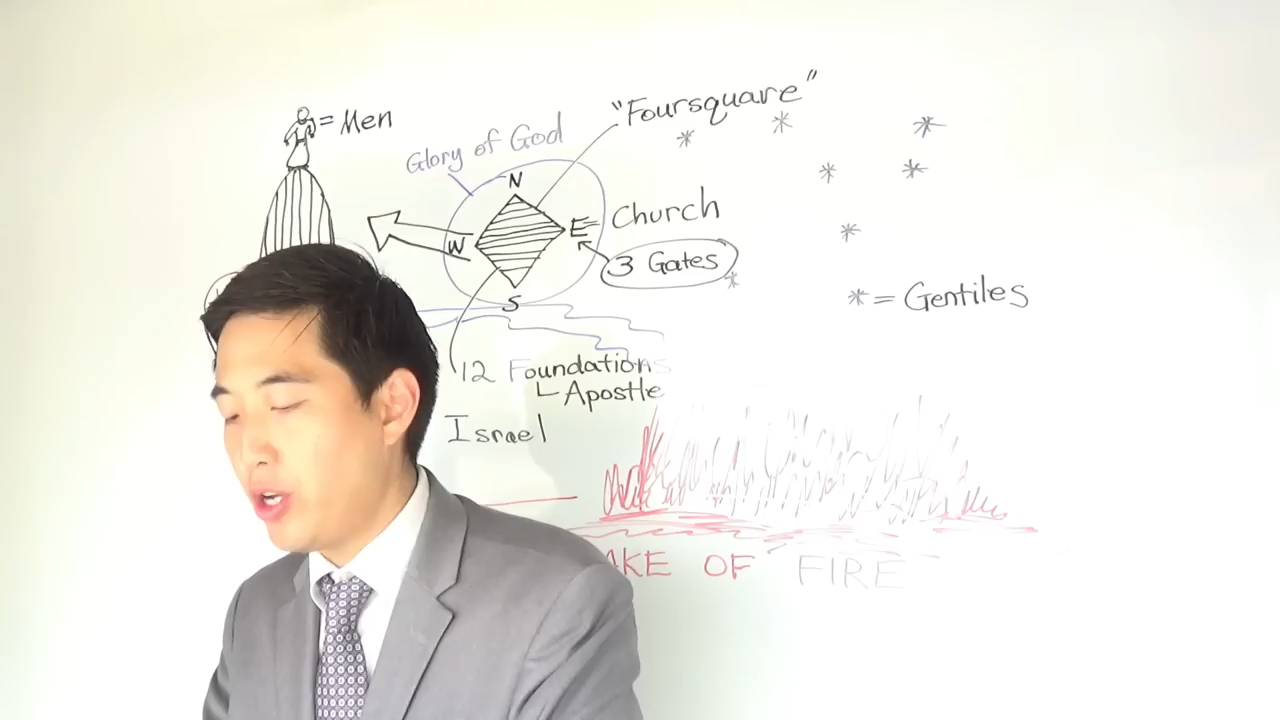 "Foursquare"
= Men
Glory of God
N
W
E
S
= Church
3 Gates
* = Gentiles
12 Foundations
Apostle
Israel
OF FIRE